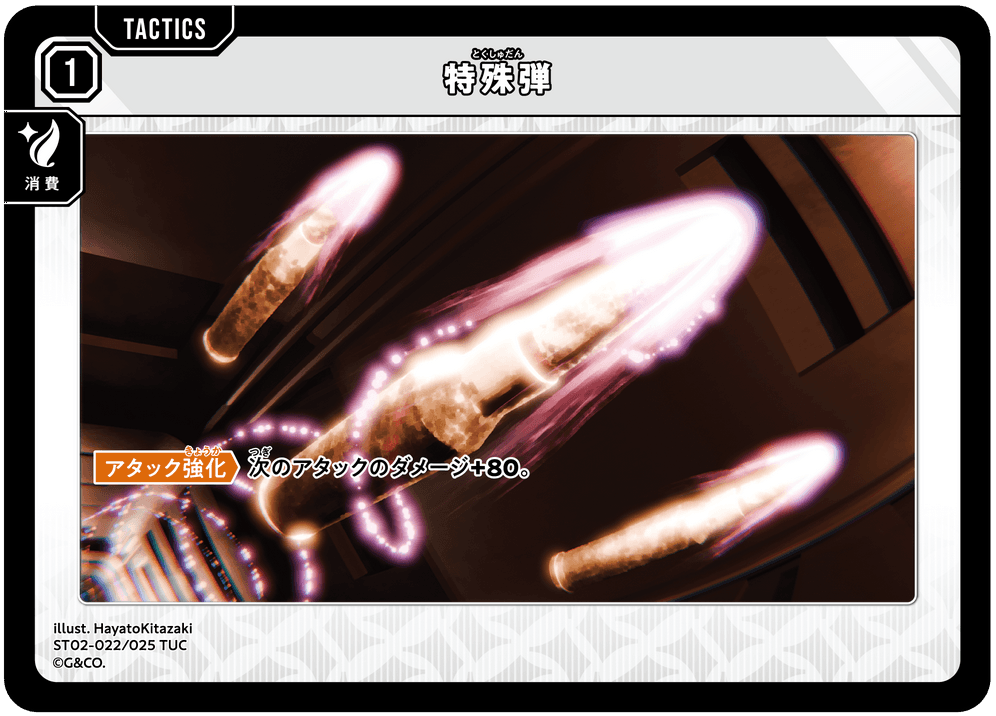 TACTICS
1
とくしゅだん
特殊弾
消費
きょうか つぎ
アタック強化 次のアタックのダメージ+80。
illust. HayatoKitazaki
ST02-022/025 TUC
©G&CO.